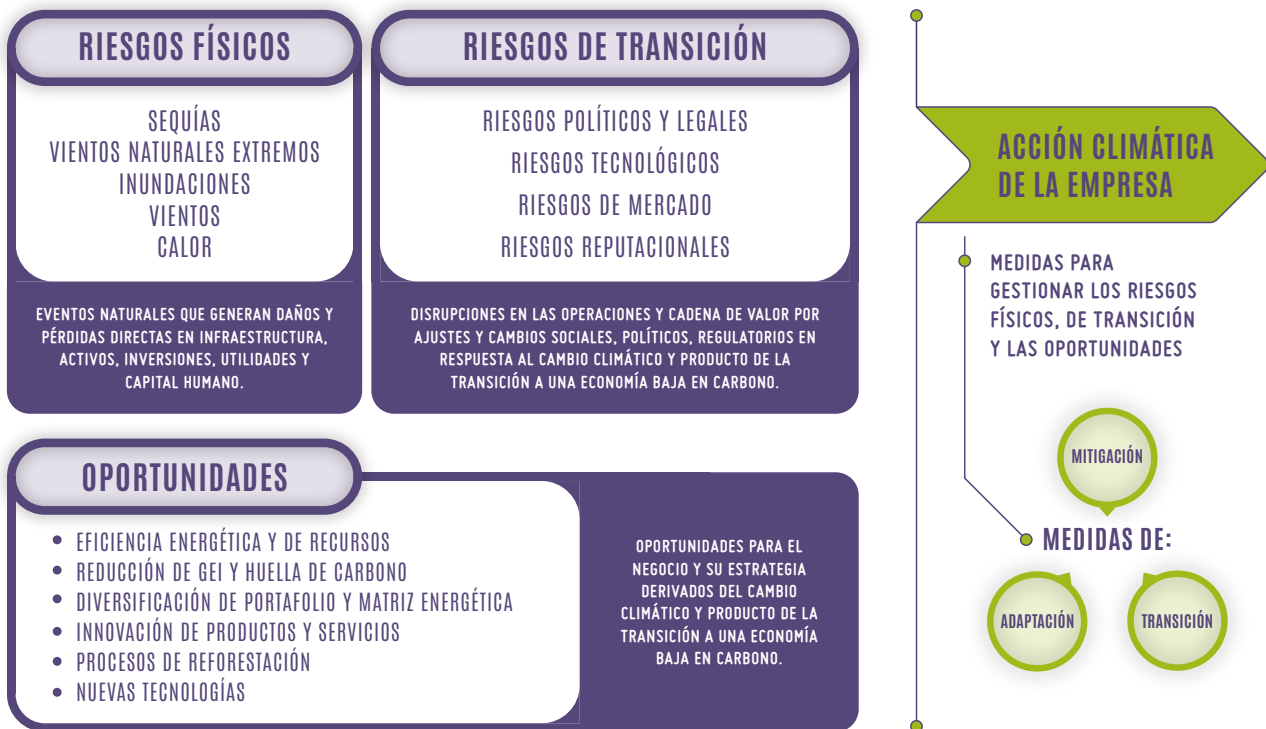 RIESGOS FÍSICOS
SEQUÍAS
VIENTOS NATURALES EXTREMOS
INUNDACIONES
VIENTOS
CALOR
EVENTOS NATURALES QUE GENERAN DAÑOS Y
PÉRDIDAS DIRECTAS EN INFRAESTRUCTURA,
ACTIVOS, INVERSIONES, UTILIDADES Y
CAPITAL HUMANO.
RIESGOS DE TRANSICIÓN
RIESGOS POLÍTICOS Y LEGALES
RIESGOS TECNOLÓGICOS
RIESGOS DE MERCADO
RIESGOS REPUTACIONALES
DISRUPCIONES EN LAS OPERACIONES Y CADENA DE VALOR POR
AJUSTES Y CAMBIOS SOCIALES, POLÍTICOS, REGULATORIOS EN
RESPUESTA AL CAMBIO CLIMÁTICO Y PRODUCTO DE LA
TRANSICIÓN A UNA ECONOMÍA BAJA EN CARBONO.
OPORTUNIDADES
• EFICIENCIA ENERGÉTICA Y DE RECURSOS
• REDUCCIÓN DE GEI Y HUELLA DE CARBONO
• DIVERSIFICACIÓN DE PORTAFOLIO Y MATRIZ ENERGÉTICA
• INNOVACIÓN DE PRODUCTOS Y SERVICIOS
• PROCESOS DE REFORESTACIÓN
• NUEVAS TECNOLOGÍAS
OPORTUNIDADES PARA EL
NEGOCIO Y SU ESTRATEGIA
DERIVADOS DEL CAMBIO
CLIMÁTICO Y PRODUCTO DE LA
TRANSICIÓN A UNA ECONOMÍA
BAJA EN CARBONO.
ACCIÓN CLIMÁTICA
DE LA EMPRESA
MEDIDAS PARA
GESTIONAR LOS RIESGOS
FÍSICOS, DE TRANSICIÓN
Y LAS OPORTUNIDADES
MITIGACIÓN
MEDIDAS DE:
ADAPTACIÓN
TRANSICIÓN